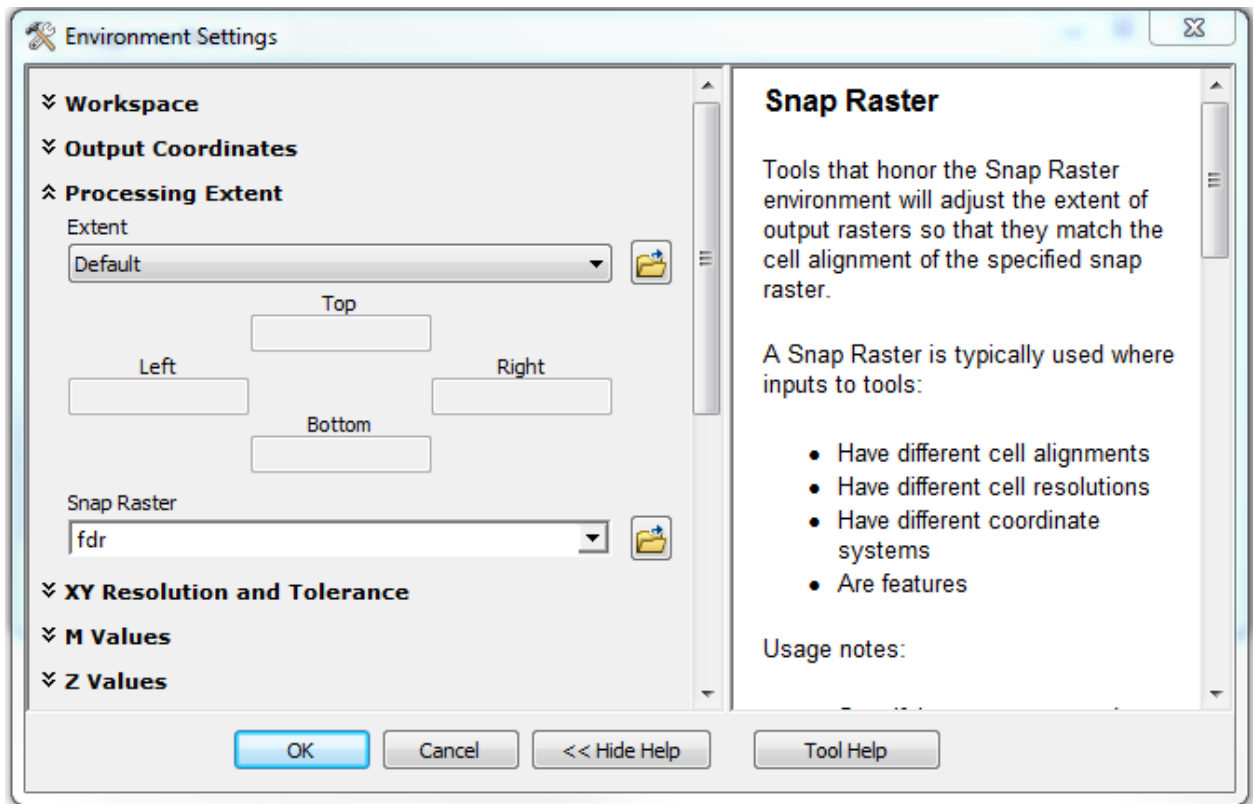 Environment Settings
Workspace
Output Coordinates
Processing Extent
Extent
Default
Top
Left
Right
Bottom
Snap Raster
fdr
XY Resolution and Tolerance
M Values
Z Values
Snap Raster
Tools that honor the Snap Raster
environment will adjust the extent of
output rasters so that they match the
cell alignment of the specified snap
raster.
A Snap Raster is typically used where
inputs to tools:
• Have different cell alignments
• Have different cell resolutions
• Have different coordinate
systems
• Are features
Usage notes:
OK
Cancel
<< Hide Help
Tool Help